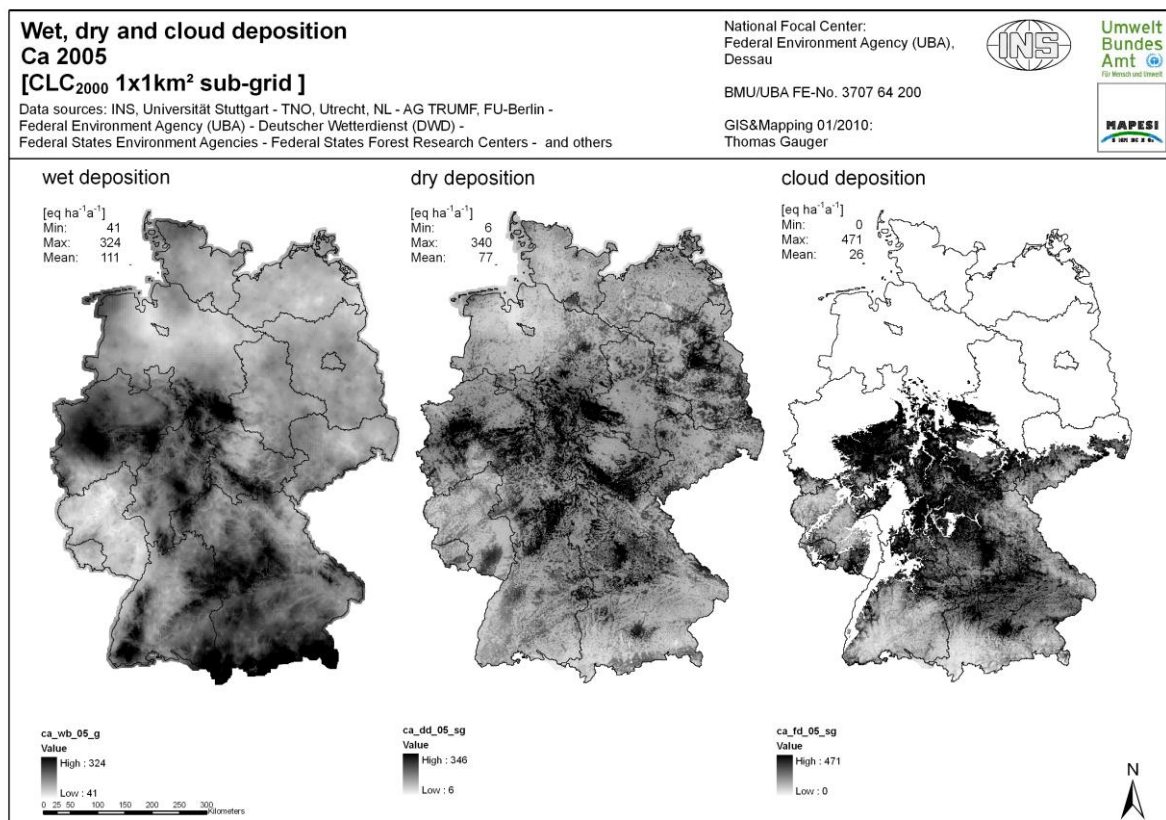 Wet, dry and cloud deposition
Ca 2005
[CLC2000 1x1km² sub-grid ]
Data sources: INS, Universität Stuttgart - TNO, Utrecht, NL - AG TRUMF, FU-Berlin -
Federal Environment Agency (UBA) - Deutscher Wetterdienst (DWD) -
Federal States Environment Agencies - Federal States Forest Research Centers - and others
National Focal Center:
Federal Environment Agency (UBA),
Dessau
BMU/UBA FE-No. 3707 64 200
GIS&Mapping 01/2010:
Thomas Gauger
INS
Umwelt
Bundes
Amt
Für Mensch und Umwelt
MAPESI
wet deposition
[eq ha⁻¹a⁻¹]
Min: 41
Max: 324
Mean: 111
dry deposition
[eq ha⁻¹a⁻¹]
Min: 6
Max: 340
Mean: 77
cloud deposition
[eq ha⁻¹a⁻¹]
Min: 0
Max: 471
Mean: 26
ca_wb_05_g
Value
High : 324
Low : 41
0 25 50 100 150 200 250 300
Kilometers
ca_dd_05_sg
Value
High : 346
Low : 6
ca_fd_05_sg
Value
High : 471
Low : 0
N